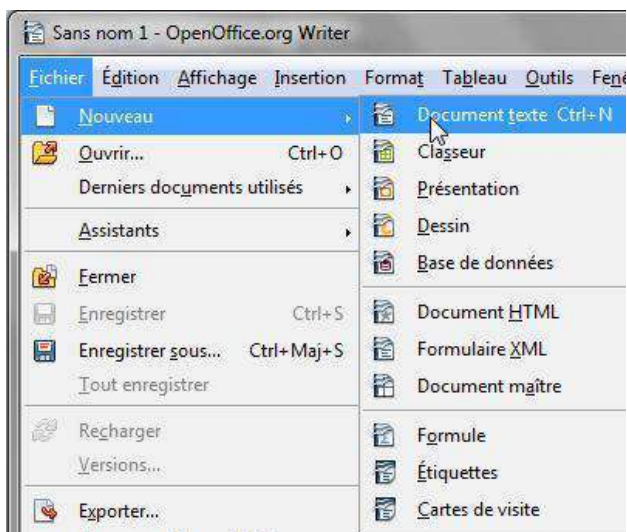 Sans nom 1 - OpenOffice.org Writer
Fichier Édition Affichage Insertion Format Tableau Outils
Nouveau
Ouvrir... Ctrl+O
Derniers documents utilisés
Assistants
Fermer
Enregistrer Ctrl+S
Enregistrer sous... Ctrl+Maj+S
Tout enregistrer
Recharger
Versions...
Exporter...
Document texte Ctrl+N
Classeur
Présentation
Dessin
Base de données
Document HTML
Formulaire XML
Document maître
Formule
Étiquettes
Cartes de visite